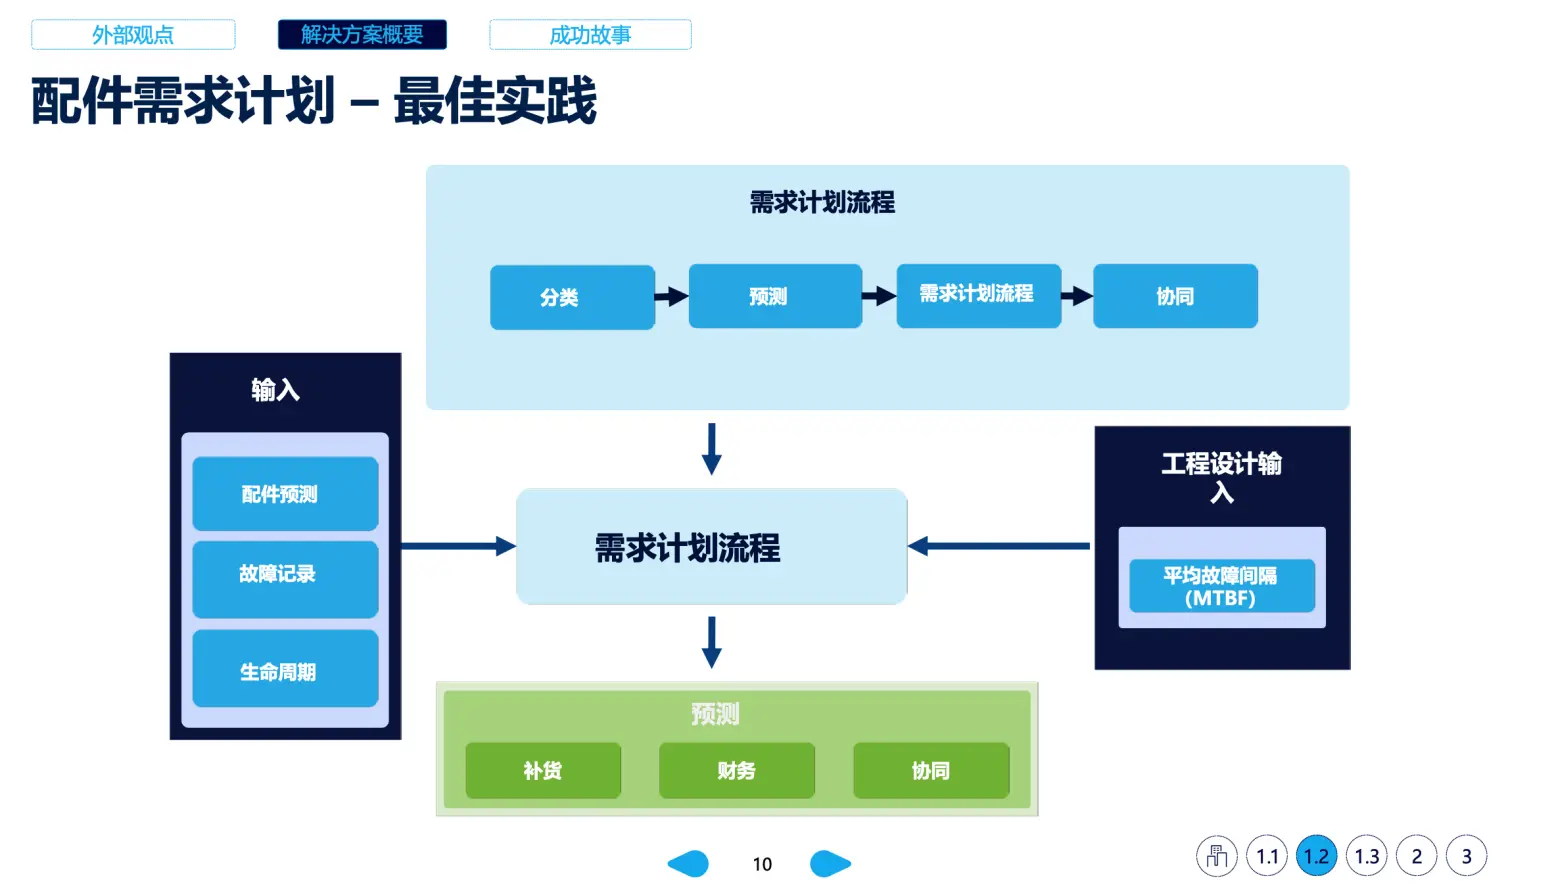 外部观点
解决方案概要
成功故事
配件需求计划 – 最佳实践
需求计划流程
分类
预测
需求计划流程
协同
输入
配件预测
故障记录
生命周期
需求计划流程
工程设计输
入
平均故障间隔
（MTBF）
预测
补货
财务
协同
10
1.1
1.2
1.3
2
3